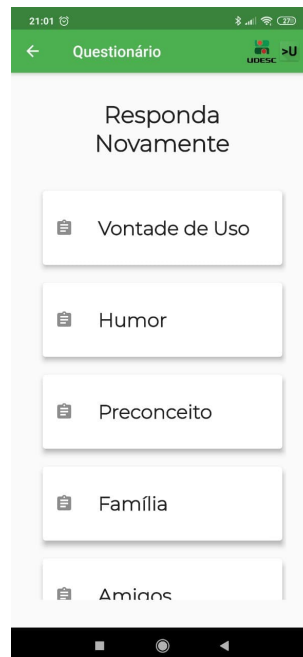 21:01
27
Questionário
UDESC
>U
Responda
Novamente
Vontade de Uso
Humor
Preconceito
Família
Amigos